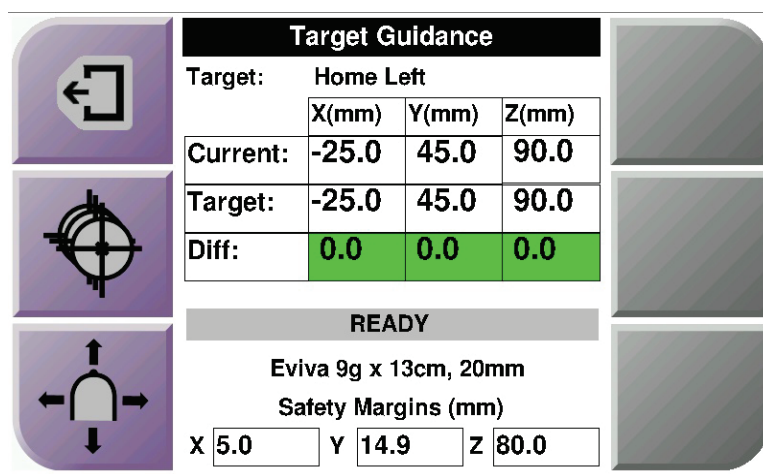 Target Guidance
Target: Home Left
X(mm) Y(mm) Z(mm)
Current: -25.0 45.0 90.0
Target: -25.0 45.0 90.0
Diff: 0.0 0.0 0.0
READY
Eviva 9g x 13cm, 20mm
Safety Margins (mm)
X 5.0 Y 14.9 Z 80.0